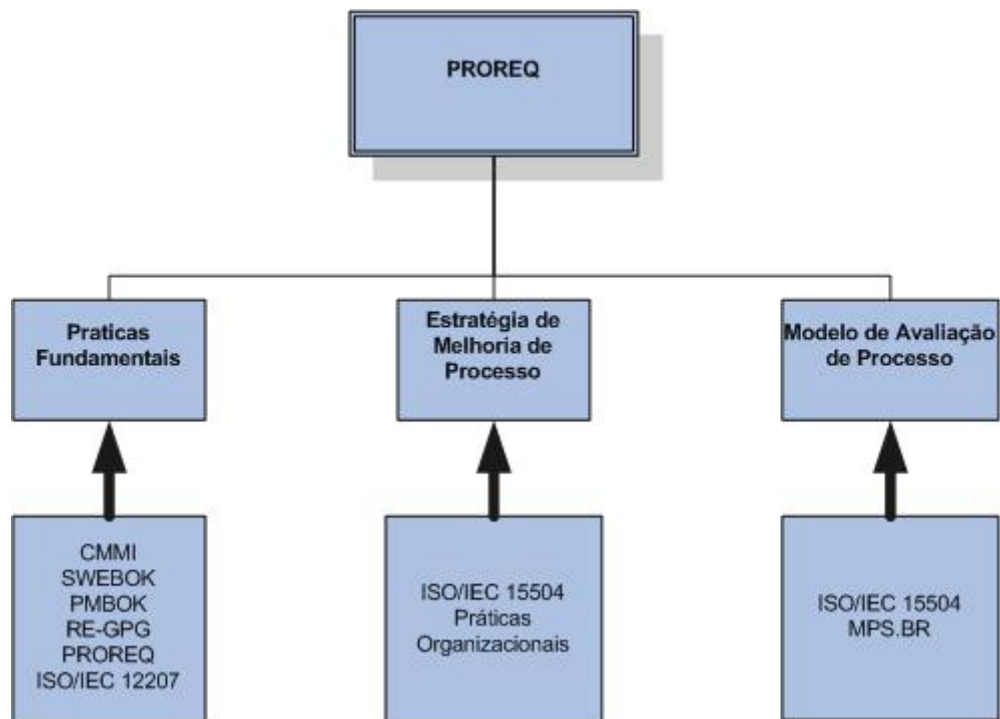 PROREQ
Praticas
Fundamentais
Estratégia de
Melhoria de
Processo
Modelo de Avaliação
de Processo
CMMI
SWEBOK
PMBOK
RE-GPG
PROREQ
ISO/IEC 12207
ISO/IEC 15504
Práticas
Organizacionais
ISO/IEC 15504
MPS.BR